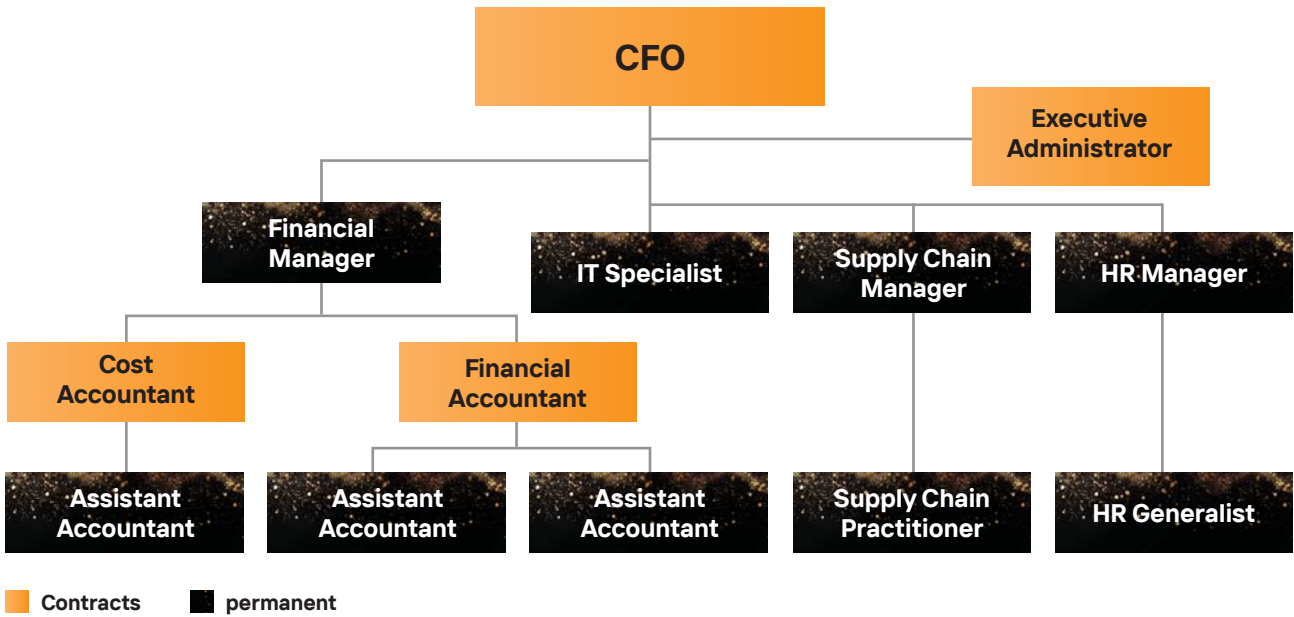 CFO
Executive
Administrator
Financial
Manager
IT Specialist
Supply Chain
Manager
HR Manager
Cost
Accountant
Financial
Accountant
Assistant
Accountant
Assistant
Accountant
Assistant
Accountant
Supply Chain
Practitioner
HR Generalist
Contracts
permanent